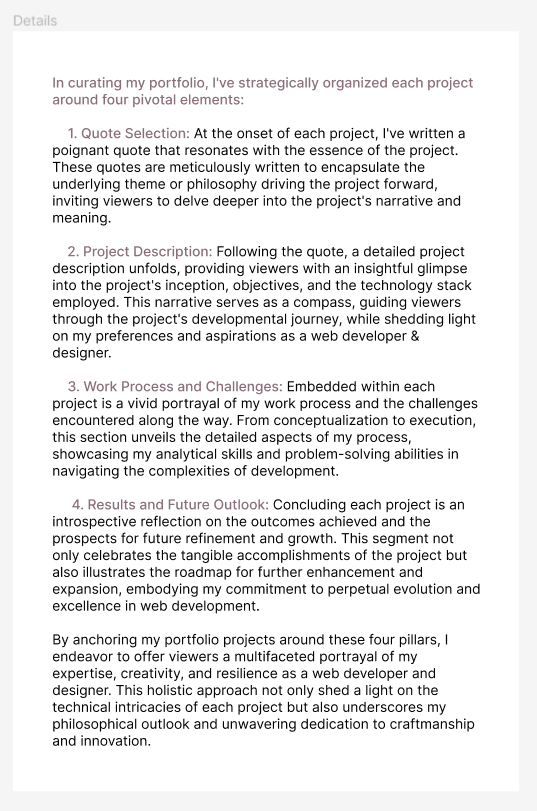 Details
In curating my portfolio, I've strategically organized each project
around four pivotal elements:
1. Quote Selection: At the onset of each project, I've written a
poignant quote that resonates with the essence of the project.
These quotes are meticulously written to encapsulate the
underlying theme or philosophy driving the project forward,
inviting viewers to delve deeper into the project's narrative and
meaning.
2. Project Description: Following the quote, a detailed project
description unfolds, providing viewers with an insightful glimpse
into the project's inception, objectives, and the technology stack
employed. This narrative serves as a compass, guiding viewers
through the project's developmental journey, while shedding light
on my preferences and aspirations as a web developer &
designer.
3. Work Process and Challenges: Embedded within each
project is a vivid portrayal of my work process and the challenges
encountered along the way. From conceptualization to execution,
this section unveils the detailed aspects of my process,
showcasing my analytical skills and problem-solving abilities in
navigating the complexities of development.
4. Results and Future Outlook: Concluding each project is an
introspective reflection on the outcomes achieved and the
prospects for future refinement and growth. This segment not
only celebrates the tangible accomplishments of the project but
also illustrates the roadmap for further enhancement and
expansion, embodying my commitment to perpetual evolution and
excellence in web development.
By anchoring my portfolio projects around these four pillars, I
endeavor to offer viewers a multifaceted portrayal of my
expertise, creativity, and resilience as a web developer and
designer. This holistic approach not only shed a light on the
technical intricacies of each project but also underscores my
philosophical outlook and unwavering dedication to craftmanship
and innovation.